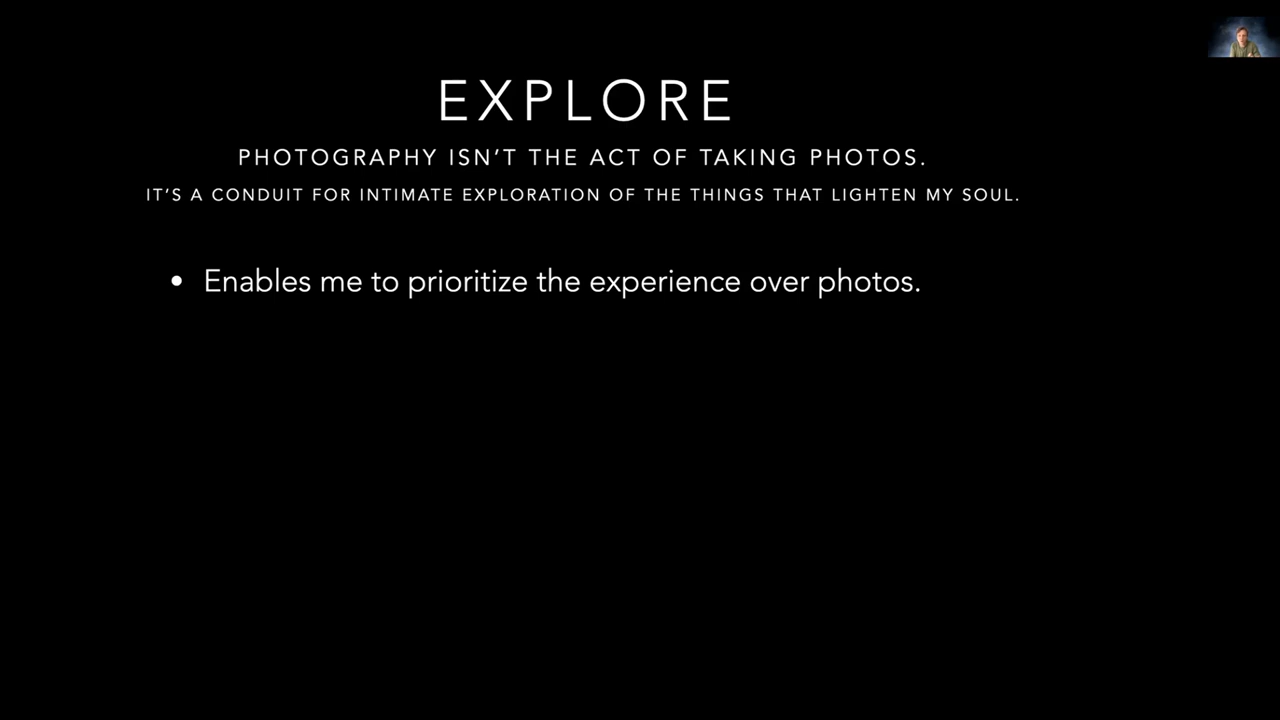 EXPLORE
PHOTOGRAPHY ISN'T THE ACT OF TAKING PHOTOS.
IT'S A CONDUIT FOR INTIMATE EXPLORATION OF THE THINGS THAT LIGHTEN MY SOUL.
• Enables me to prioritize the experience over photos.